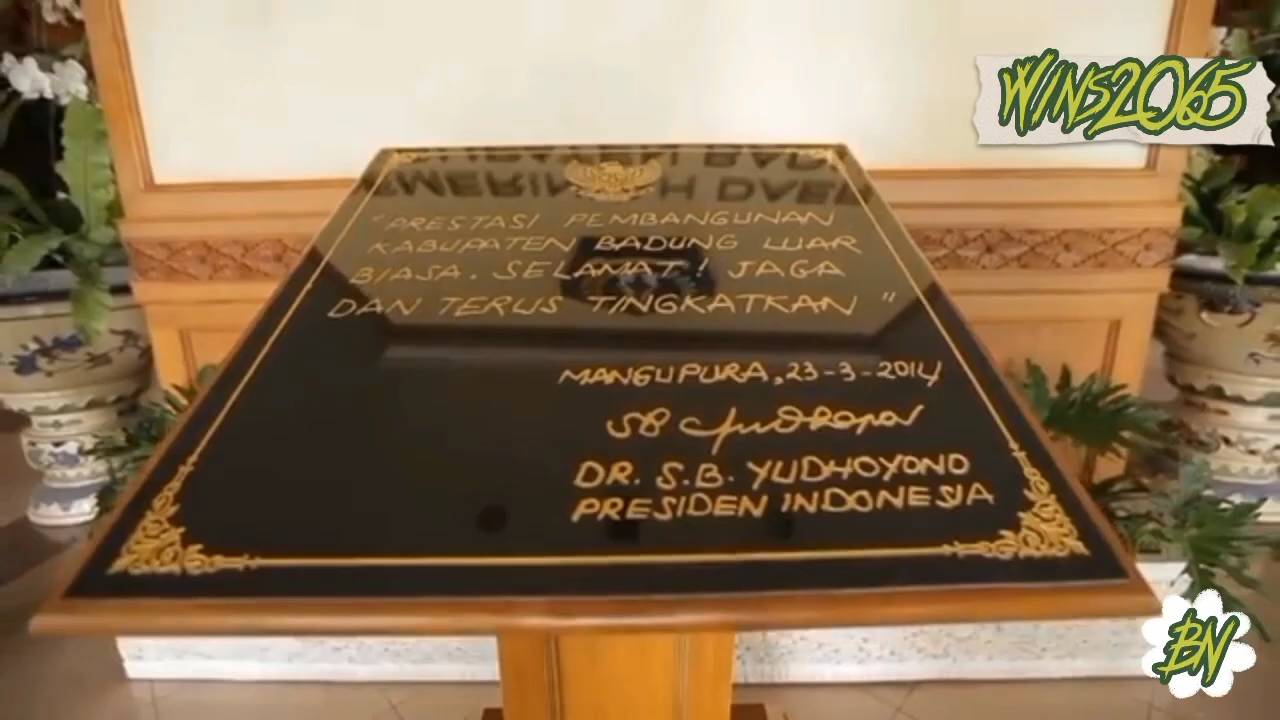 WINS2065
"PRESTASI PEMBANGUNAN
KABUPATEN BADUNG LUAR
BIASA. SELAMAT! JAGA
DAN TERUS TINGKATKAN"
MANGUPURA, 23-3-2014
DR. S.B. YUDHOYONO
PRESIDEN INDONESIA
BN